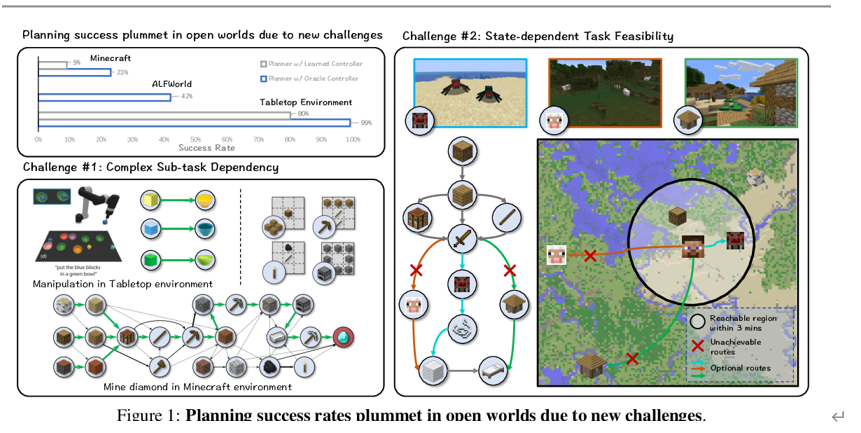 Planning success plummet in open worlds due to new challenges
Minecraft
9%
23%
Planner w/ Learned Controller
Planner w/ Oracle Controller
ALFWorld
42%
Tabletop Environment
80%
99%
0% 10% 20% 30% 40% 50% 60% 70% 80% 90% 100%
Success Rate
Challenge #1: Complex Sub-task Dependency
(d)
"put the blue blocks
in a green bowl"
Manipulation in Tabletop environment
Mine diamond in Minecraft environment
Challenge #2: State-dependent Task Feasibility
Reachable region
within 3 mins
Unachievable
routes
Optional routes
Figure 1: Planning success rates plummet in open worlds due to new challenges.